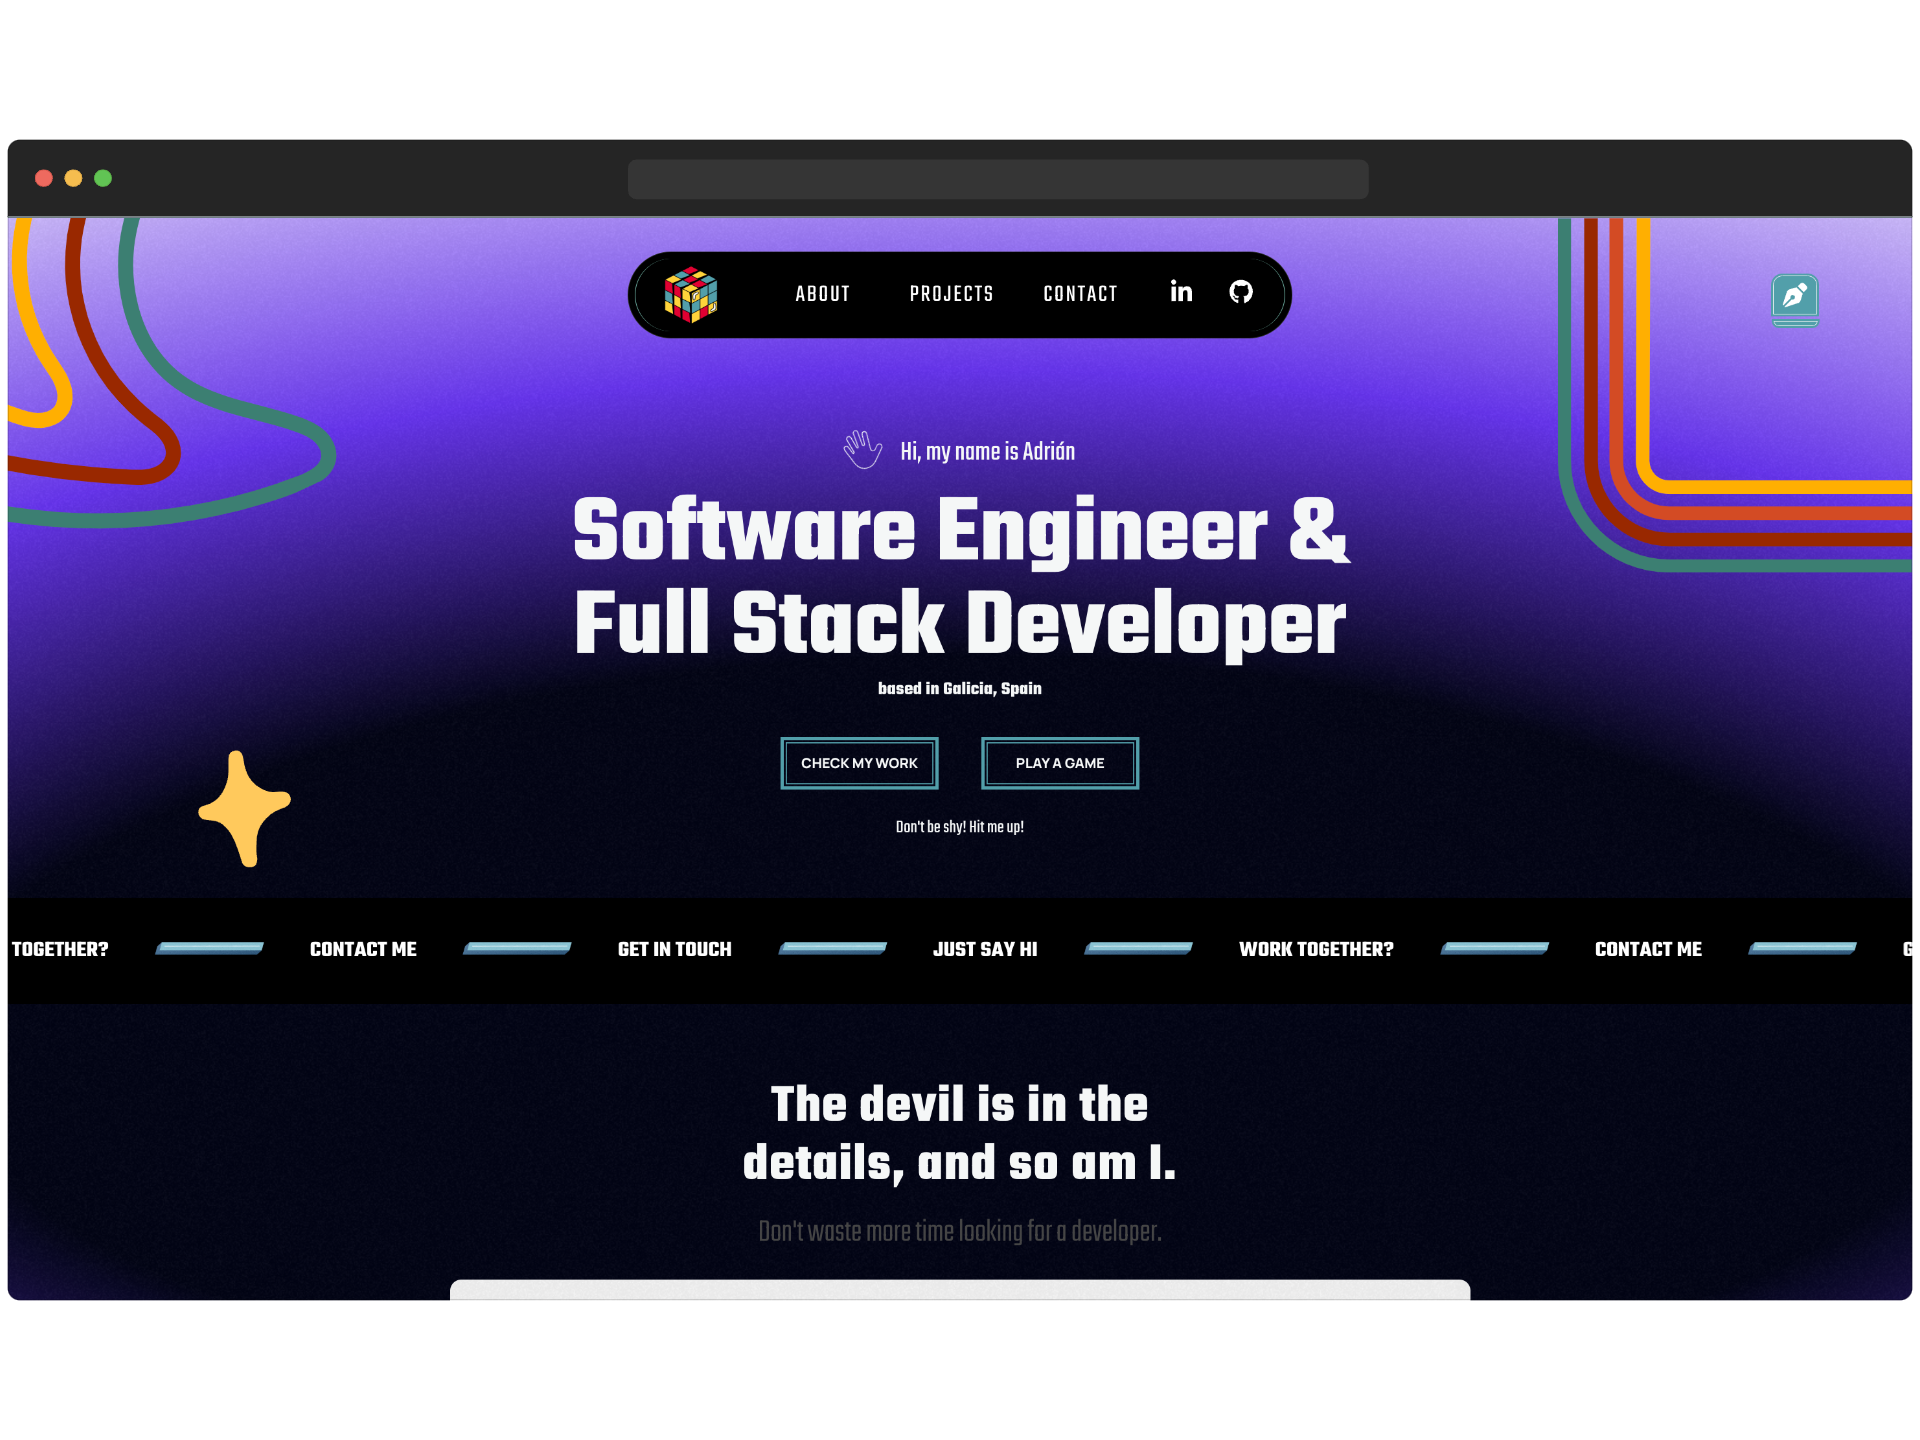 ABOUT PROJECTS CONTACT in
Hi, my name is Adrián
Software Engineer &
Full Stack Developer
based in Galicia, Spain
CHECK MY WORK PLAY A GAME
Don't be shy! Hit me up!
TOGETHER? CONTACT ME GET IN TOUCH JUST SAY HI WORK TOGETHER? CONTACT ME G
The devil is in the
details, and so am I.
Don't waste more time looking for a developer.